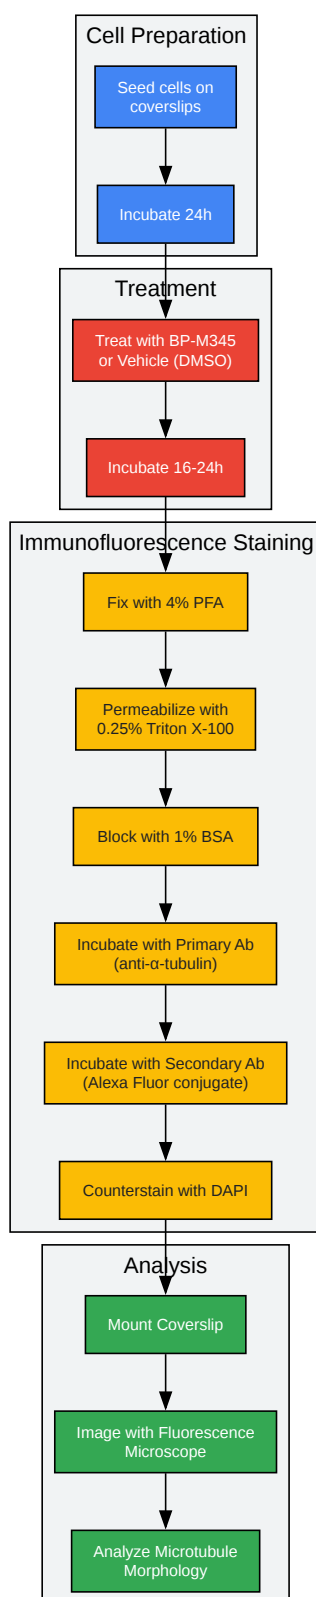 Cell Preparation
Seed cells on
coverslips
Incubate 24h
Treatment
Treat with BP-M345
or Vehicle (DMSO)
Incubate 16-24h
Immunofluorescence Staining
Fix with 4% PFA
Permeabilize with
0.25% Triton X-100
Block with 1% BSA
Incubate with Primary Ab
(anti-α-tubulin)
Incubate with Secondary Ab
(Alexa Fluor conjugate)
Counterstain with DAPI
Analysis
Mount Coverslip
Image with Fluorescence
Microscope
Analyze Microtubule
Morphology